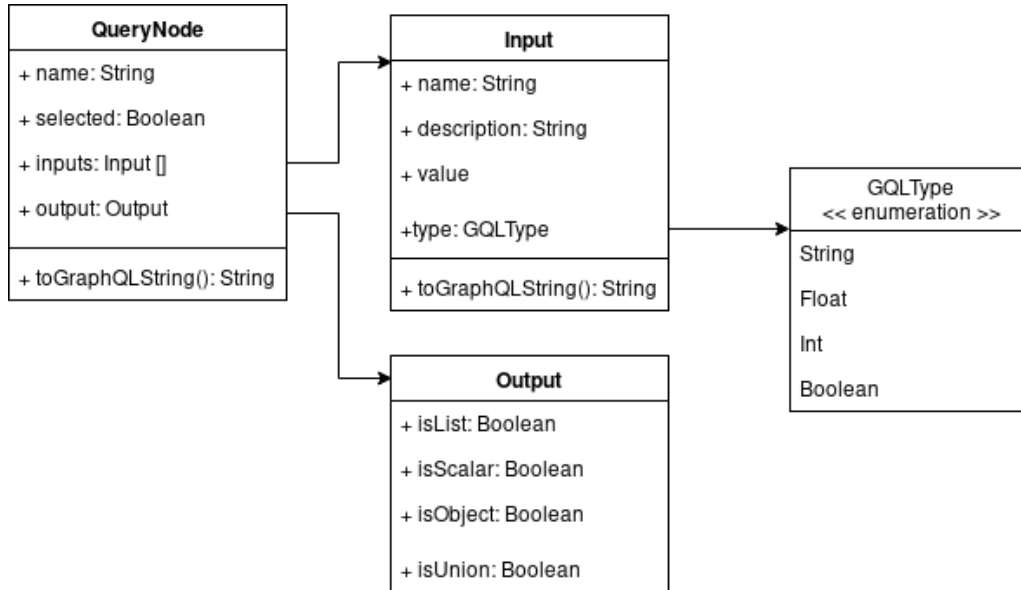 QueryNode
+ name: String
+ selected: Boolean
+ inputs: Input []
+ output: Output
+ toGraphQLString(): String
Input
+ name: String
+ description: String
+ value
+type: GQLType
+ toGraphQLString(): String
GQLType
<< enumeration >>
String
Float
Int
Boolean
Output
+ isList: Boolean
+ isScalar: Boolean
+ isObject: Boolean
+ isUnion: Boolean